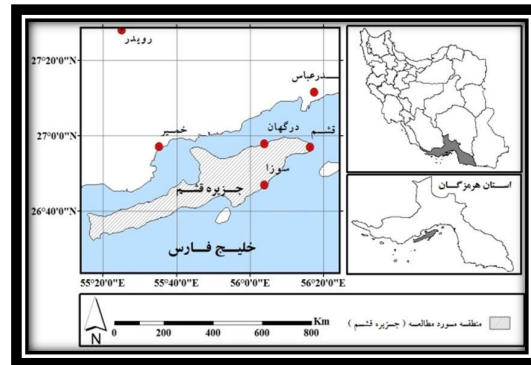 رویدر
27°20'0"N
بندرعباس
27°0'0"N
خمیر
درگهان
قشم
سوزا
جزیره قشم
26°40'0"N
خلیج فارس
55°20'0"E
55°40'0"E
56°0'0"E
56°20'0"E
استان هرمزگان
N
0 100 200 400 600 800 Km
منطقه مورد مطالعه ( جزیره قشم )